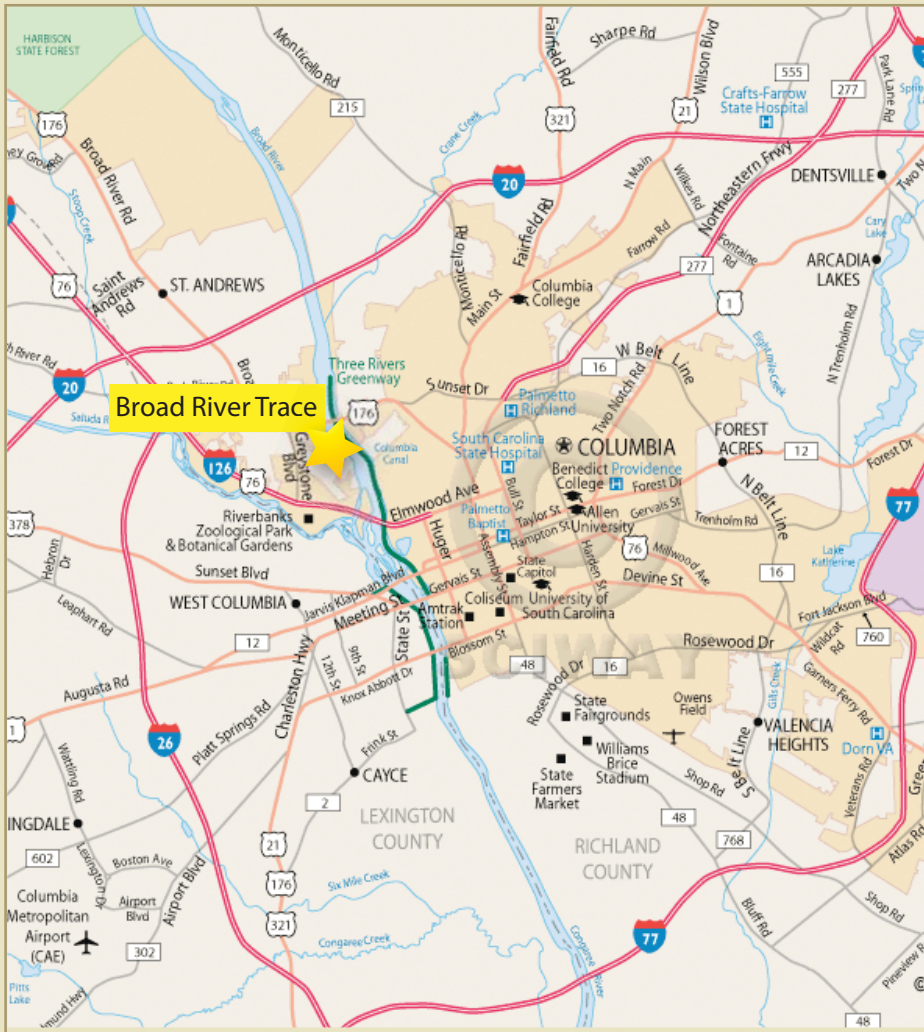 HARBISON
STATE FOREST
Monticello Rd
215
Fairfield Rd
Sharpe Rd
Wilson Blvd
555
277
Park Lane Rd
Crafts-Farrow
State Hospital
H
176
Broad River Rd
Broad River
Crane Creek
321
21
Northeastern Frwy
Stoop Creek
20
N Main
Wilkes Rd
DENTSVILLE
Two N
76
Saint
Andrews
Rd
ST. ANDREWS
Monticello Rd
Fairfield Rd
Farrow Rd
Fontaine
Rd
277
Cary
Lake
ARCADIA
LAKES
Main St
Columbia
College
1
Eightmile Creek
N Trenholm Rd
20
Three Rivers
Greenway
Sunset Dr
16
W Belt Line
Two Notch Rd
Broad River Trace
176
Palmetto
Richland
H
Saluda R
Columbia
Canal
South Carolina
State Hospital
H
COLUMBIA
FOREST
ACRES
12
Forest Dr
126
76
Greystone
Blvd
Elmwood Ave
Bull St
Benedict
College
Providence
H
Forest Dr
N Belt Line
77
378
Riverbanks
Zoological Park
& Botanical Gardens
Huger
Palmetto
Baptist
H
Taylor St
Hampton St
Allen
University
Gervais St
Trenholm Rd
Hebron
Dr
Sunset Blvd
Assembly St
State
Capitol
Harden St
76
Millwood Ave
Devine St
Lake
Katherine
16
Leaphart Rd
WEST COLUMBIA
Jarvis Klapman Blvd
Gervais St
Meeting St
Amtrak
Station
Coliseum
University of
South Carolina
Fort Jackson Blvd
760
12
State St
Blossom St
Rosewood Dr
Wildcat
Rd
SCIWAY
Augusta Rd
Charleston Hwy
12th St
9th St
Knox Abbott Dr
48
16
Rosewood Dr
Gills Creek
Garners Ferry Rd
1
26
Platt Springs Rd
State
Fairgrounds
Owens
Field
VALENCIA
HEIGHTS
H
Dorn VA
Wattling Rd
Frink St
CAYCE
Williams
Brice
Stadium
State
Farmers
Market
S Belt Line
Shop Rd
Veterans Rd
INGDALE
2
LEXINGTON
COUNTY
RICHLAND
COUNTY
48
768
Atlas Rd
602
Lexington Dr
Boston Ave
Airport Blvd
21
Columbia
Metropolitan
Airport
(CAE)
Airport
Blvd
302
176
321
Six Mile Creek
Congaree Creek
Congaree River
77
Bluff Rd
Shop Rd
Pineview R
Pitts
Lake
mund Hwy
48
©